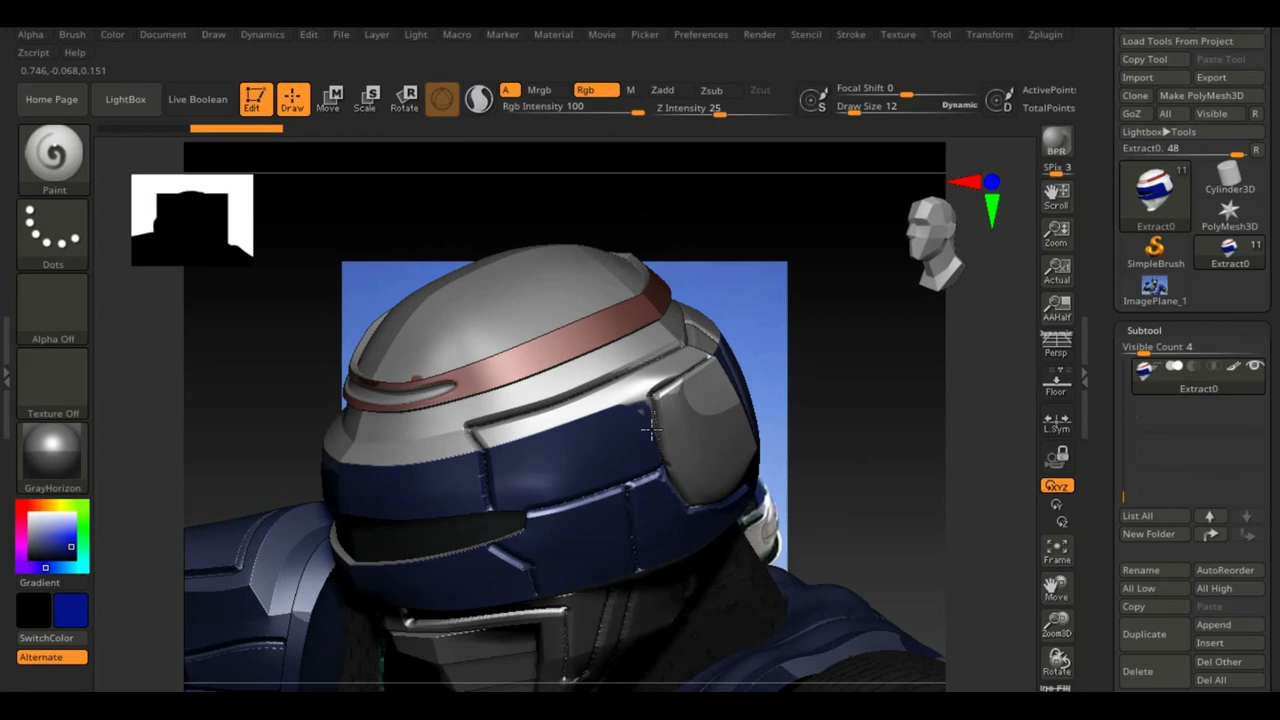 Alpha Brush Color Document Draw Dynamics Edit File Layer Light Macro Marker Material Movie Picker Preferences Render Stencil Stroke Texture Tool Transform Zplugin
Zscript Help
0.746,-0.068,0.151
Home Page
LightBox
Live Boolean
Edit
Draw
Move
Scale
Rotate
A
Mrgb
Rgb
M
Zadd
Zsub
Zcut
Rgb Intensity 100
Z Intensity 25
S
Focal Shift 0
Draw Size 12
Dynamic
D
ActivePoints:
TotalPoints:
Paint
Dots
Alpha Off
Texture Off
GrayHorizon
Gradient
SwitchColor
Alternate
BPR
SPix 3
Scroll
Zoom
Actual
AAHalf
Dynamic
Persp
Floor
L.Sym
XYZ
Y
Z
Frame
Move
Zoom3D
Rotate
Load Tools From Project
Copy Tool Paste Tool
Import Export
Clone Make PolyMesh3D
GoZ All Visible R
Lightbox▶Tools
Extract0. 48 R
11
Extract0
Cylinder3D
PolyMesh3D
SimpleBrush
11
Extract0
ImagePlane_1
Subtool
Visible Count 4
Extract0
List All
New Folder
Rename AutoReorder
All Low All High
Copy Paste
Duplicate
Append
Insert
Delete
Del Other
Del All